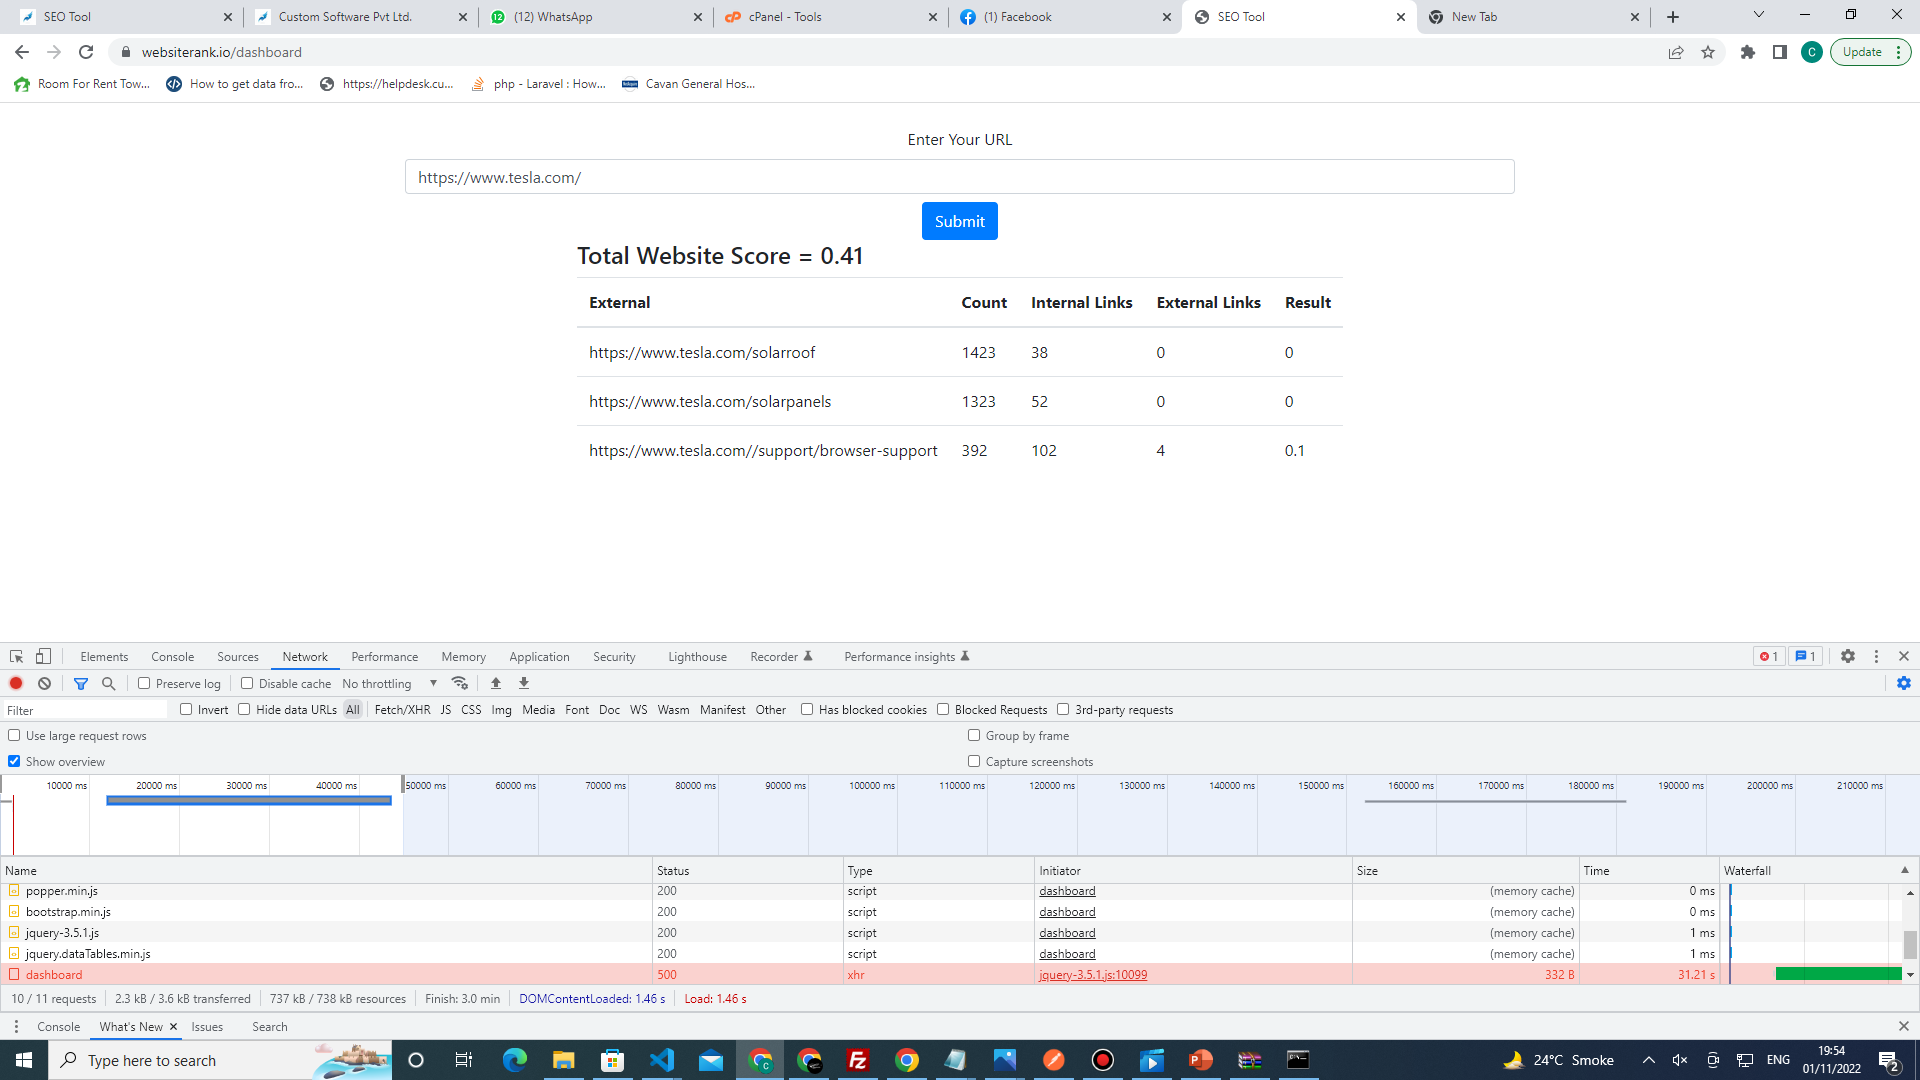 SEO Tool
Custom Software Pvt Ltd.
(12) WhatsApp
cPanel - Tools
(1) Facebook
SEO Tool
New Tab
websiterank.io/dashboard
C
Update
Room For Rent Tow...
How to get data fro...
https://helpdesk.cu...
php - Laravel : How...
Cavan General Hos...
Enter Your URL
https://www.tesla.com/
Submit
Total Website Score = 0.41
External Count Internal Links External Links Result
https://www.tesla.com/solarroof 1423 38 0 0
https://www.tesla.com/solarpanels 1323 52 0 0
https://www.tesla.com//support/browser-support 392 102 4 0.1
Elements Console Sources Network Performance Memory Application Security Lighthouse Recorder Performance insights 1 1
Preserve log Disable cache No throttling
Filter Invert Hide data URLs All Fetch/XHR JS CSS Img Media Font Doc WS Wasm Manifest Other Has blocked cookies Blocked Requests 3rd-party requests
Use large request rows Group by frame
Show overview Capture screenshots
10000 ms 20000 ms 30000 ms 40000 ms 50000 ms 60000 ms 70000 ms 80000 ms 90000 ms 100000 ms 110000 ms 120000 ms 130000 ms 140000 ms 150000 ms 160000 ms 170000 ms 180000 ms 190000 ms 200000 ms 210000 ms
Name Status Type Initiator Size Time Waterfall
popper.min.js 200 script dashboard (memory cache) 0 ms
bootstrap.min.js 200 script dashboard (memory cache) 0 ms
jquery-3.5.1.js 200 script dashboard (memory cache) 1 ms
jquery.dataTables.min.js 200 script dashboard (memory cache) 1 ms
dashboard 500 xhr jquery-3.5.1.js:10099 332 B 31.21 s
10 / 11 requests 2.3 kB / 3.6 kB transferred 737 kB / 738 kB resources Finish: 3.0 min DOMContentLoaded: 1.46 s Load: 1.46 s
Console What's New Issues Search
Type here to search
24°C Smoke
ENG
19:54
01/11/2022
2